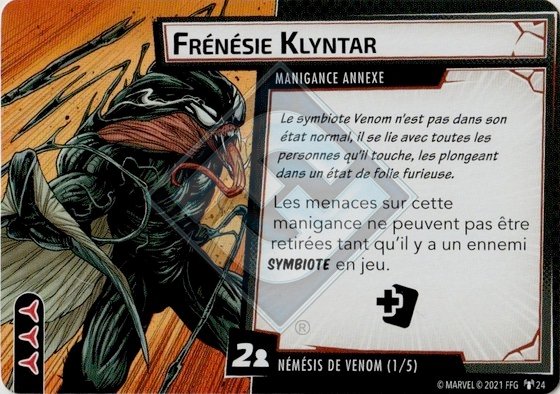 Frénésie Klyntar
MANIGANCE ANNEXE
Le symbiote Venom n'est pas dans son
état normal, il se lie avec toutes les
personnes qu'il touche, les plongeant
dans un état de folie furieuse.
Les menaces sur cette
manigance ne peuvent pas être
retirées tant qu'il y a un ennemi
SYMBIOTE en jeu.
®
2
NÉMÉSIS DE VENOM (1/5)
© MARVEL © 2021 FFG 24